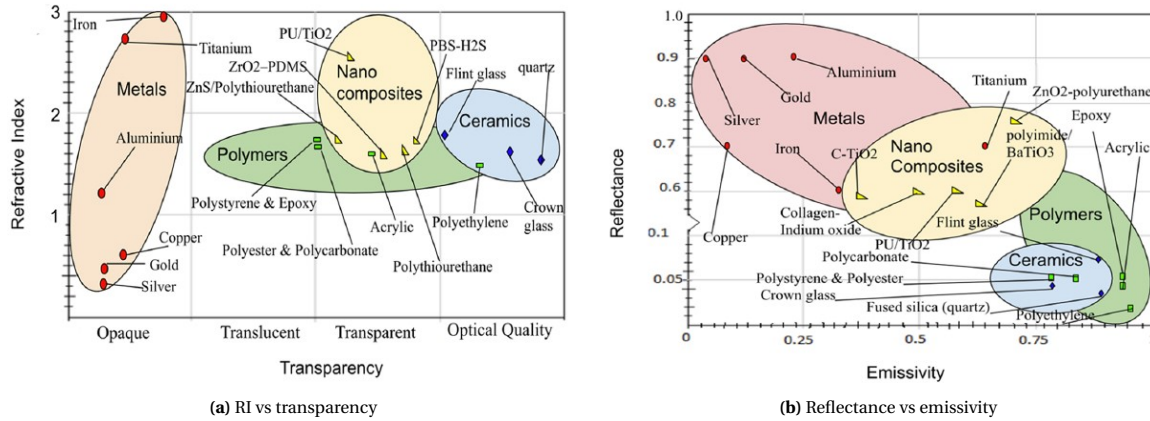 3
Iron
Titanium
PU/TiO2
PBS-H2S
ZrO2–PDMS
Nano
composites
Flint glass
quartz
Metals
ZnS/Polythiourethane
2
Ceramics
Aluminium
Polymers
Polystyrene & Epoxy
Acrylic
Polyethylene
Crown
glass
1
Polyester & Polycarbonate
Polythiourethane
Copper
Gold
Silver
0
Opaque
Translucent
Transparent
Optical Quality
Refractive Index
Transparency
(a) RI vs transparency
1.0
0.9
0.8
0.7
0.6
0.1
0.05
Reflectance
Aluminium
Titanium
ZnO2-polyurethane
Gold
Epoxy
Silver
Metals
polyimide/
BaTiO3
Acrylic
Iron
C-TiO2
Nano
Composites
Collagen-
Indium oxide
Polymers
Flint glass
Copper
PU/TiO2
Polycarbonate
Ceramics
Polystyrene & Polyester
Crown glass
Fused silica (quartz)
Polyethylene
0
0.25
0.5
0.75
Emissivity
(b) Reflectance vs emissivity